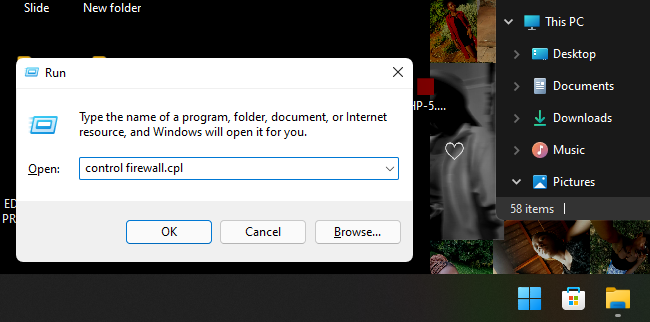 Slide
New folder
Run
Type the name of a program, folder, document, or Internet
resource, and Windows will open it for you.
Open:
control firewall.cpl
OK
Cancel
Browse...
ED
PR
HP-5....
This PC
Desktop
Documents
Downloads
Music
Pictures
58 items